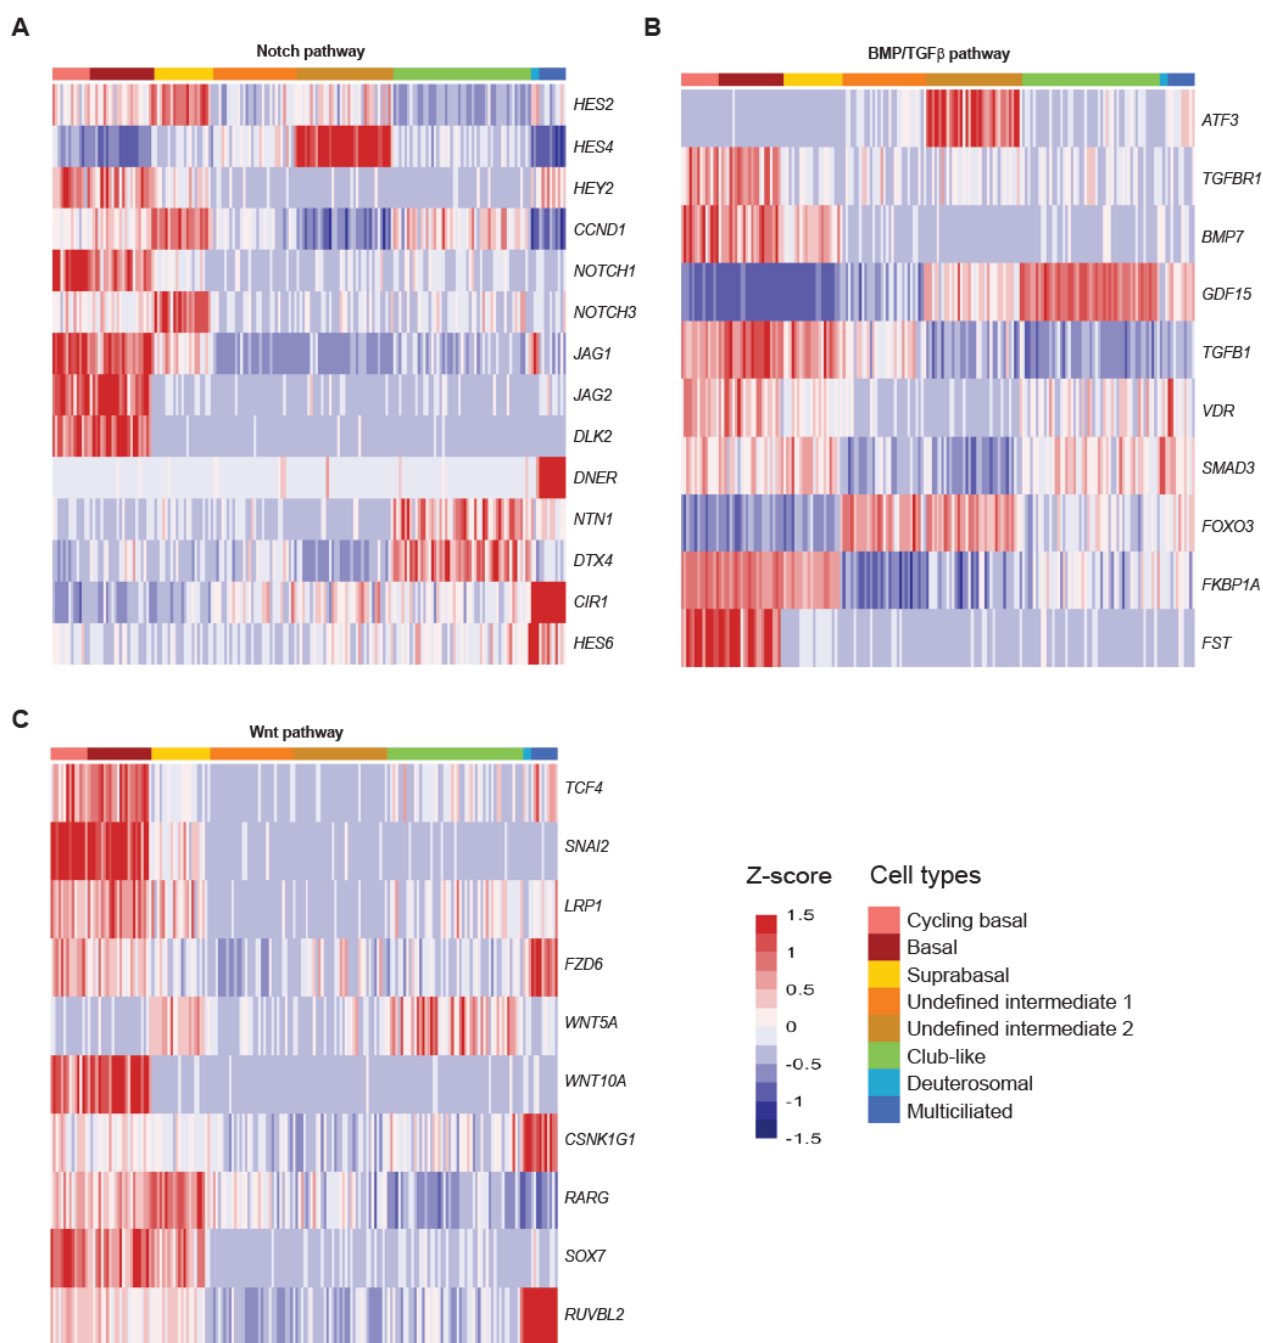 A
Notch pathway
HES2
HES4
HEY2
CCND1
NOTCH1
NOTCH3
JAG1
JAG2
DLK2
DNER
NTN1
DTX4
CIR1
HES6
B
BMP/TGFβ pathway
ATF3
TGFBR1
BMP7
GDF15
TGFB1
VDR
SMAD3
FOXO3
FKBP1A
FST
C
Wnt pathway
TCF4
SNAI2
LRP1
FZD6
WNT5A
WNT10A
CSNK1G1
RARG
SOX7
RUVBL2
Z-score
1.5
1
0.5
0
-0.5
-1
-1.5
Cell types
Cycling basal
Basal
Suprabasal
Undefined intermediate 1
Undefined intermediate 2
Club-like
Deuterosomal
Multiciliated